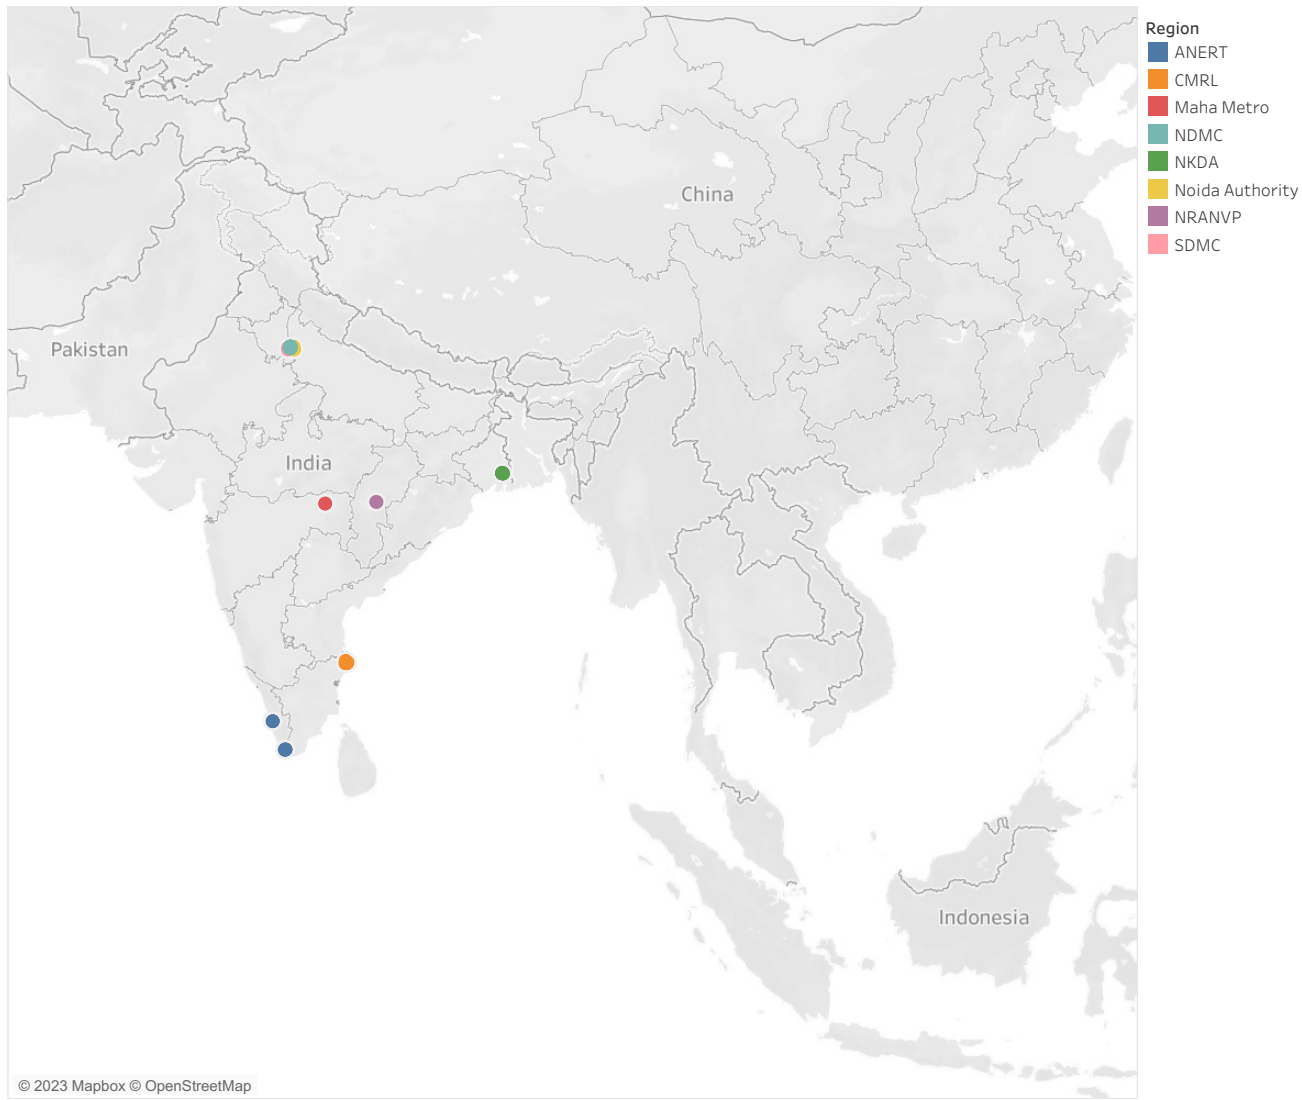 Region
ANERT
CMRL
Maha Metro
NDMC
NKDA
Noida Authority
NRANVP
SDMC
China
Pakistan
India
Indonesia
© 2023 Mapbox © OpenStreetMap